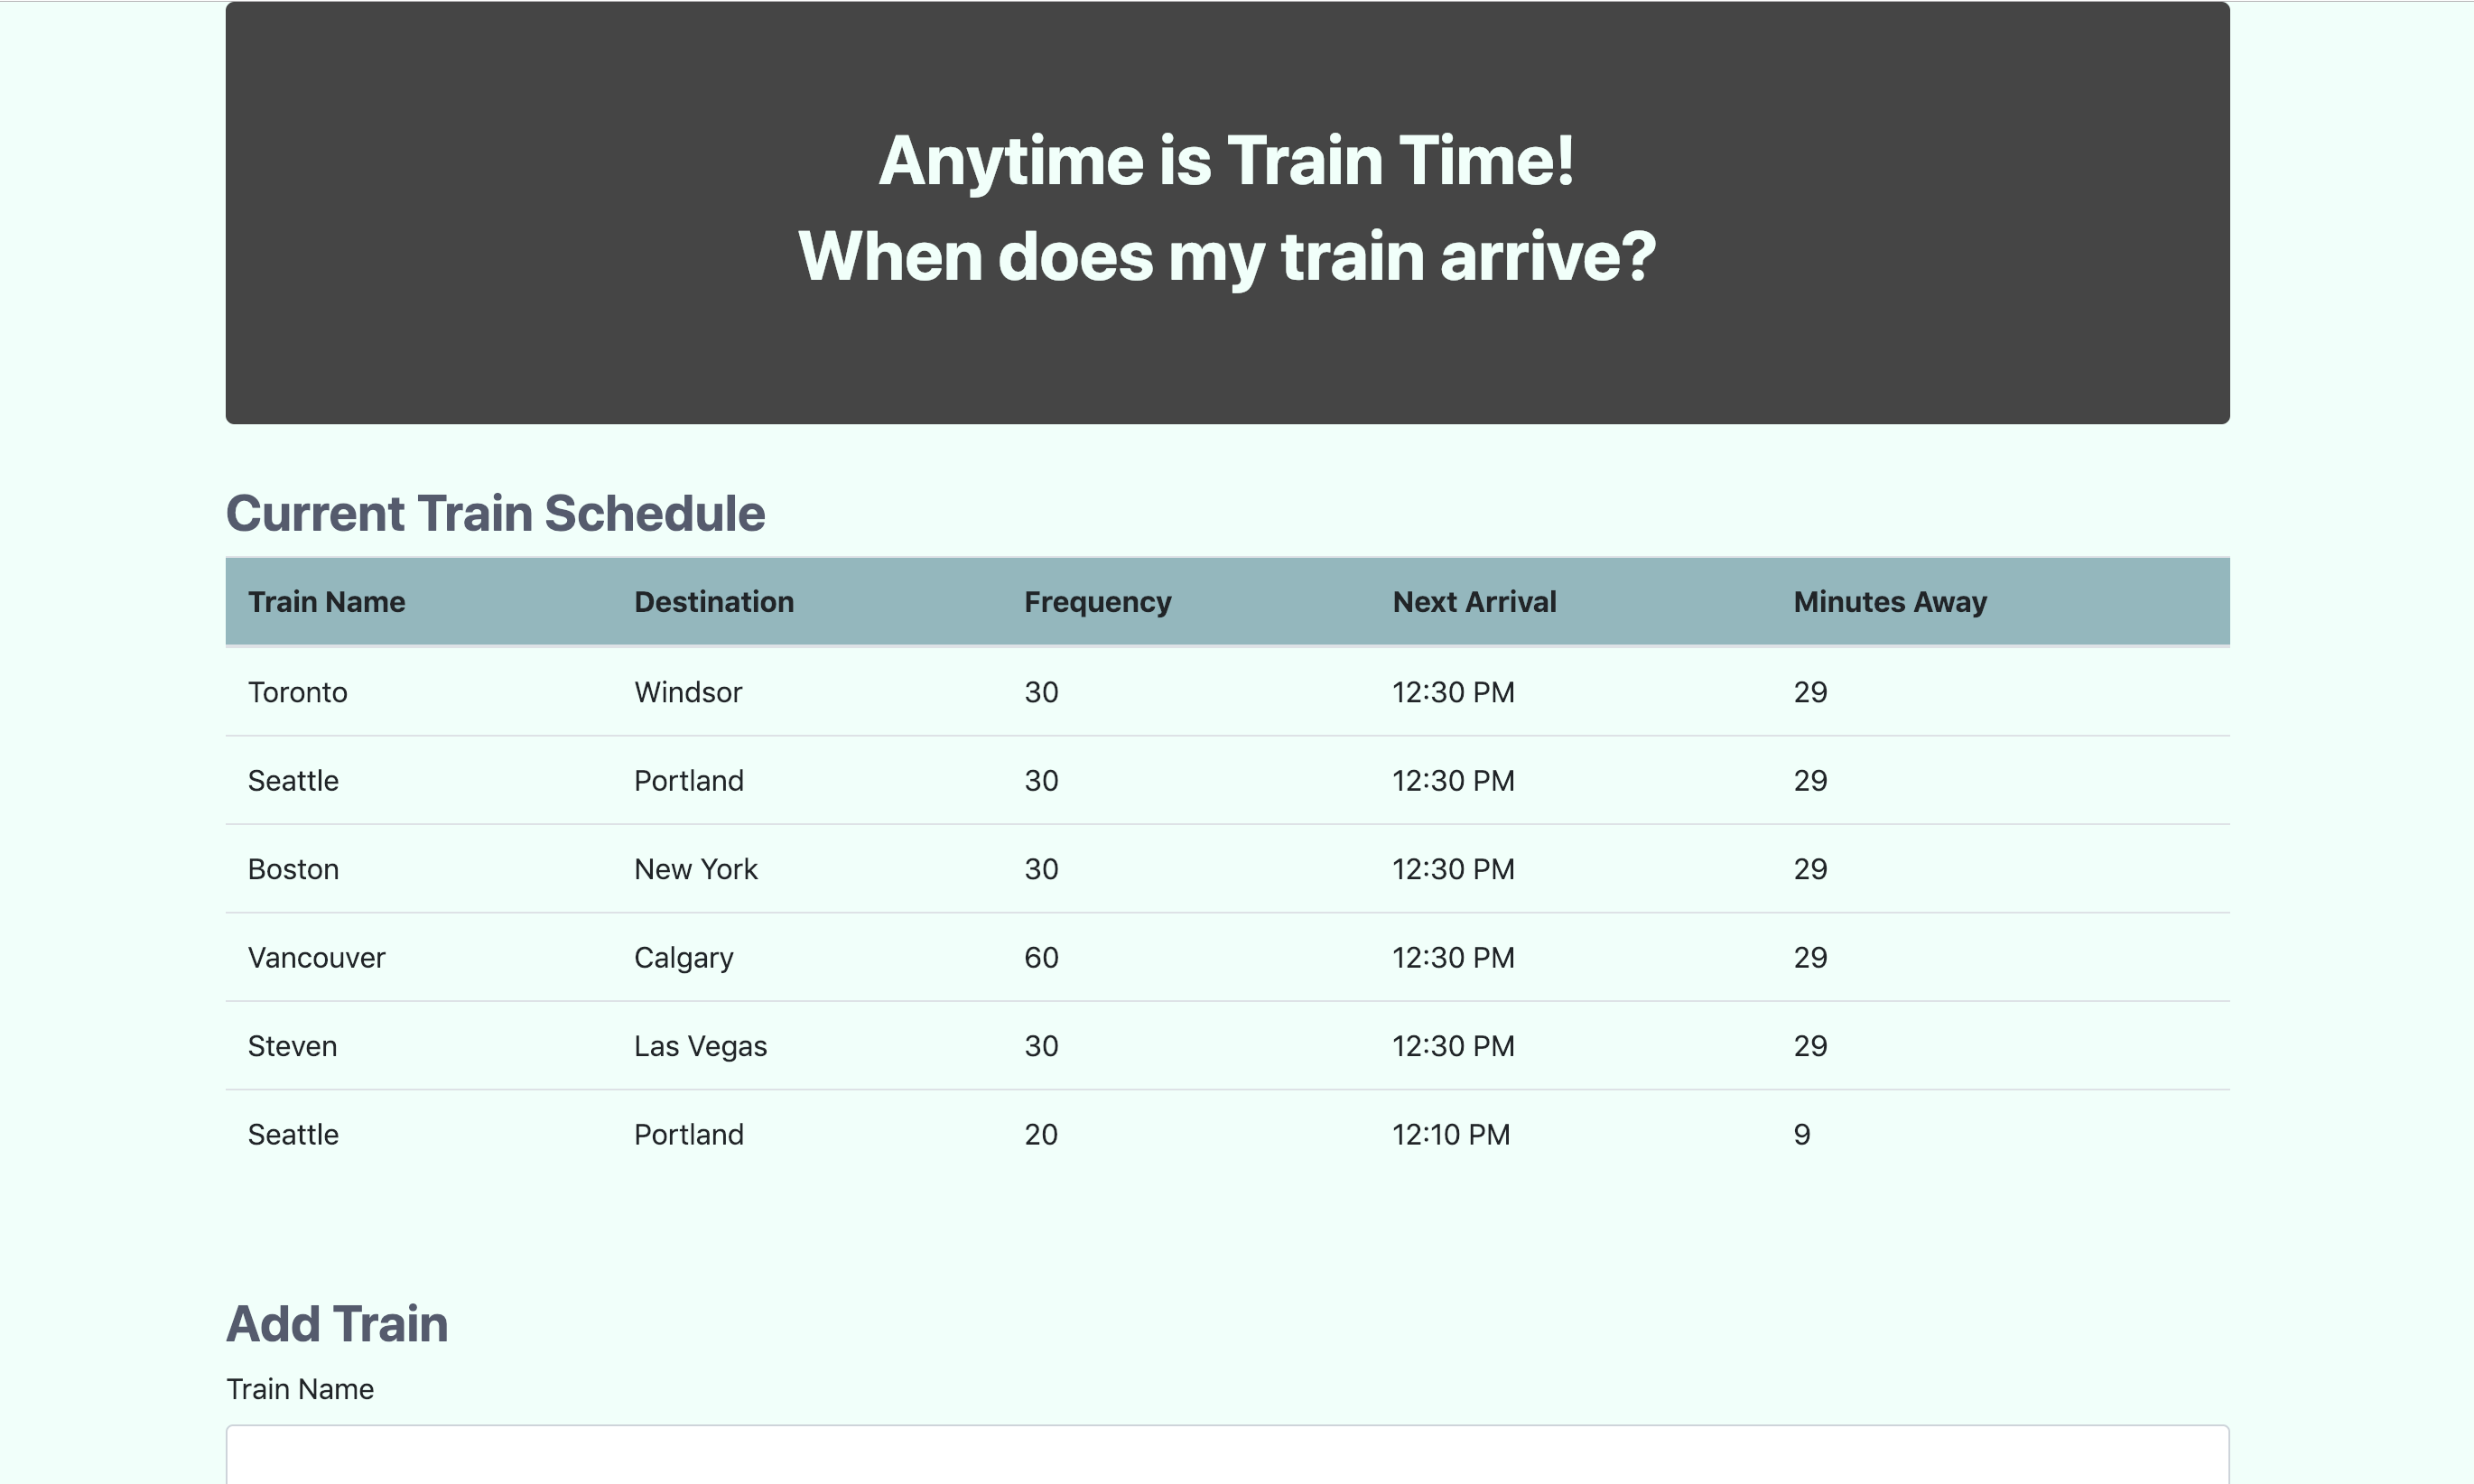 Anytime is Train Time!
When does my train arrive?
Current Train Schedule
Train Name Destination Frequency Next Arrival Minutes Away
Toronto Windsor 30 12:30 PM 29
Seattle Portland 30 12:30 PM 29
Boston New York 30 12:30 PM 29
Vancouver Calgary 60 12:30 PM 29
Steven Las Vegas 30 12:30 PM 29
Seattle Portland 20 12:10 PM 9
Add Train
Train Name